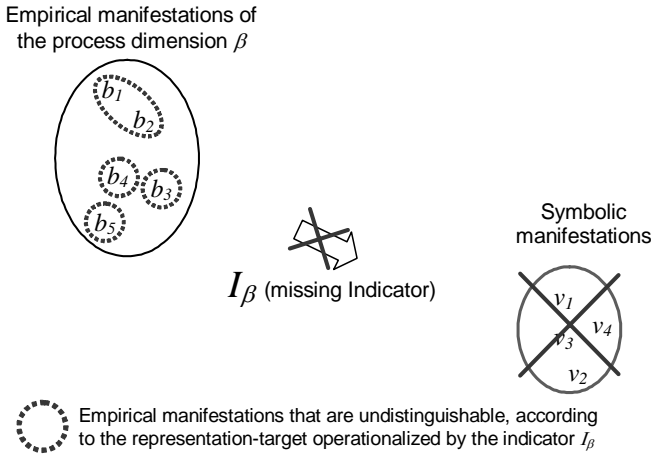 Empirical manifestations of
the process dimension β
b1
b2
b4
b3
b5
Symbolic
manifestations
Iβ (missing Indicator)
v1
v4
v3
v2
Empirical manifestations that are undistinguishable, according
to the representation-target operationalized by the indicator Iβ